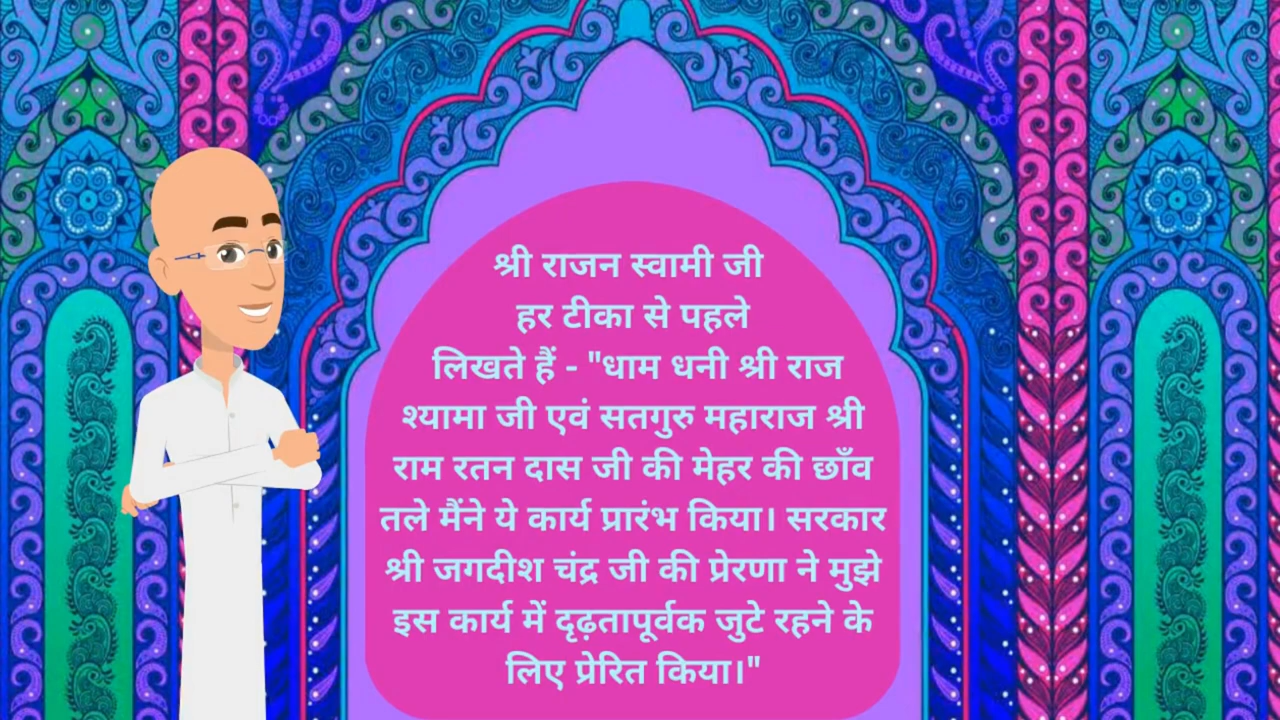 श्री राजन स्वामी जी
हर टीका से पहले
लिखते हैं - "धाम धनी श्री राज
श्यामा जी एवं सतगुरु महाराज श्री
राम रतन दास जी की मेहर की छाँव
तले मैंने ये कार्य प्रारंभ किया। सरकार
श्री जगदीश चंद्र जी की प्रेरणा ने मुझे
इस कार्य में दृढ़तापूर्वक जुटे रहने के
लिए प्रेरित किया।"